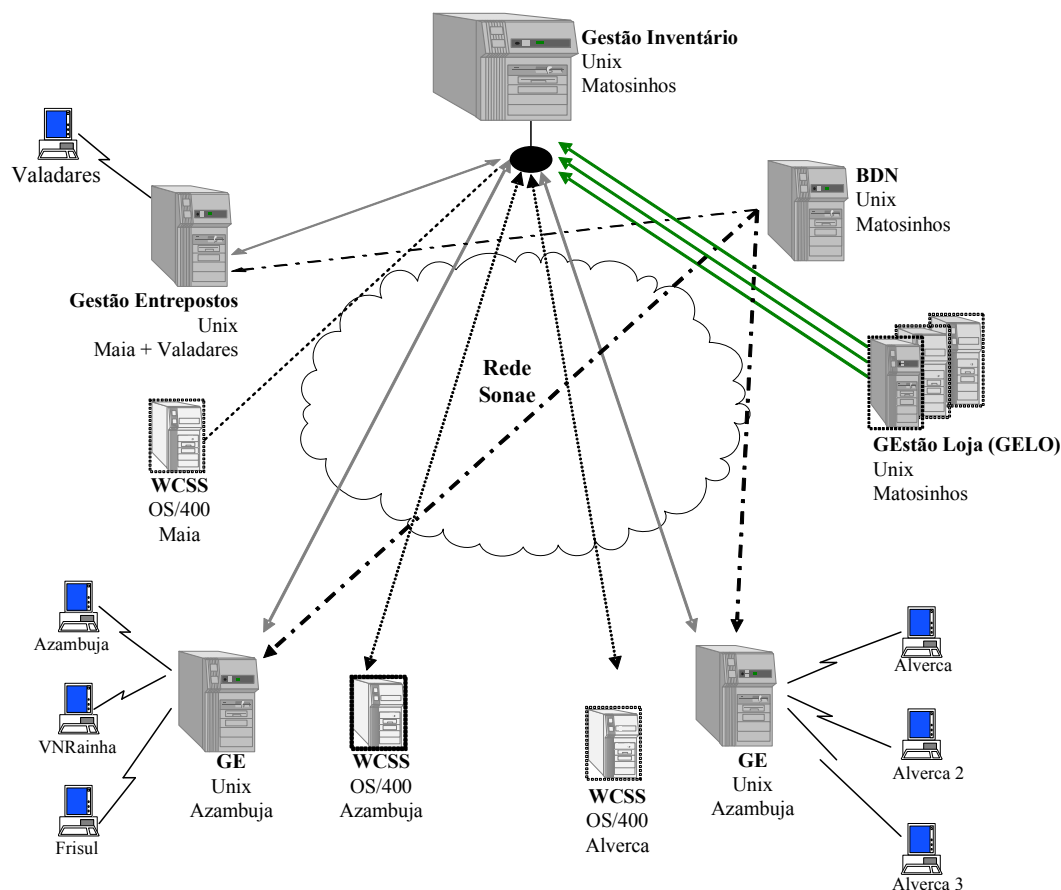 Gestão Inventário
Unix
Matosinhos
Valadares
BDN
Unix
Matosinhos
Gestão Entrepostos
Unix
Maia + Valadares
Rede
Sonae
GEstão Loja (GELO)
Unix
Matosinhos
WCSS
OS/400
Maia
Azambuja
VNRainha
Frisul
GE
Unix
Azambuja
WCSS
OS/400
Azambuja
WCSS
OS/400
Alverca
GE
Unix
Azambuja
Alverca
Alverca 2
Alverca 3